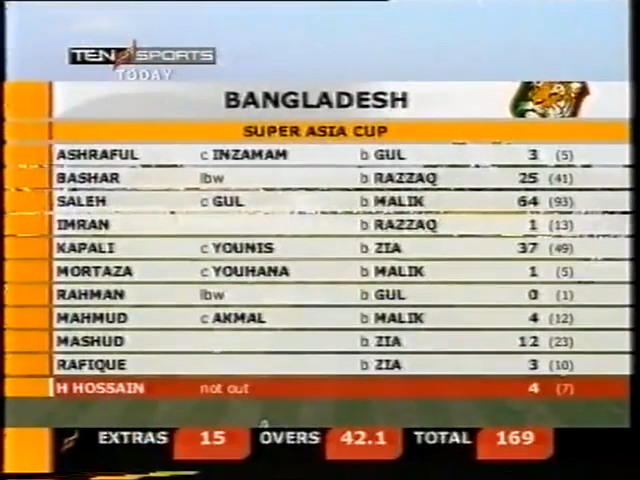 TEN SPORTS
TODAY
BANGLADESH
SUPER ASIA CUP
ASHRAFUL c INZAMAM b GUL 3 (5)
BASHAR lbw b RAZZAQ 25 (41)
SALEH c GUL b MALIK 64 (93)
IMRAN b RAZZAQ 1 (13)
KAPALI c YOUNIS b ZIA 37 (49)
MORTAZA c YOUHANA b MALIK 1 (5)
RAHMAN lbw b GUL 0 (1)
MAHMUD c AKMAL b MALIK 4 (12)
MASHUD b ZIA 12 (23)
RAFIQUE b ZIA 3 (10)
H HOSSAIN not out 4 (7)
EXTRAS 15 OVERS 42.1 TOTAL 169